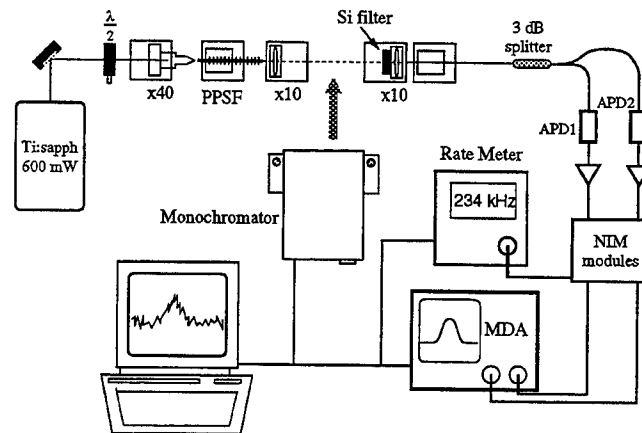 λ
2
x40
PPSF
x10
Si filter
x10
3 dB
splitter
APD1
APD2
Ti:sapph
600 mW
Monochromator
Rate Meter
234 kHz
NIM
modules
MDA